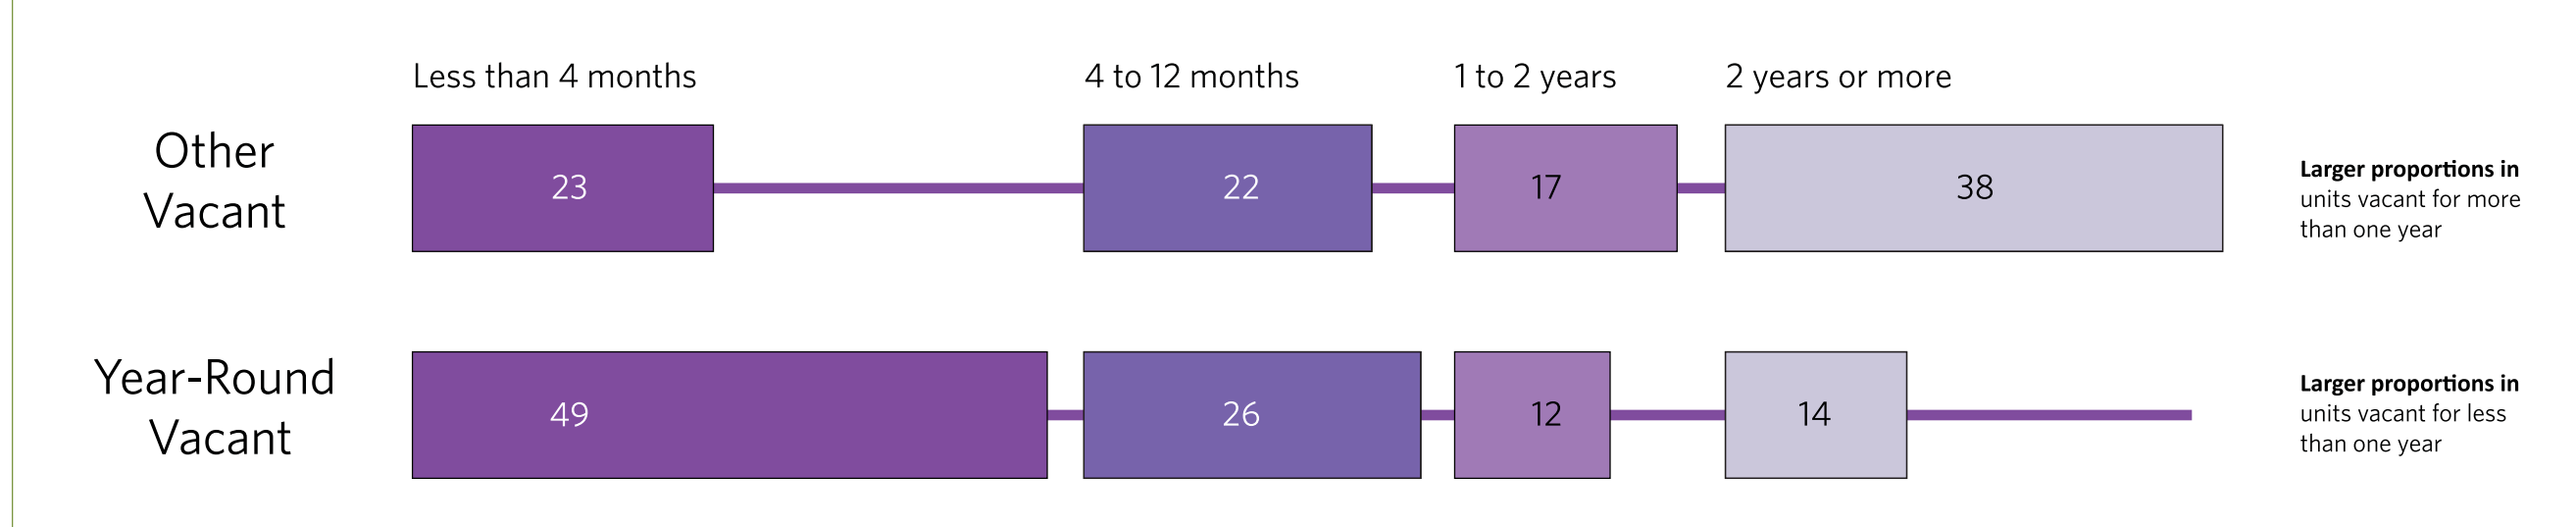 Less than 4 months
4 to 12 months
1 to 2 years
2 years or more
Other
Vacant
23
22
17
38
Larger proportions in
units vacant for more
than one year
Year-Round
Vacant
49
26
12
14
Larger proportions in
units vacant for less
than one year